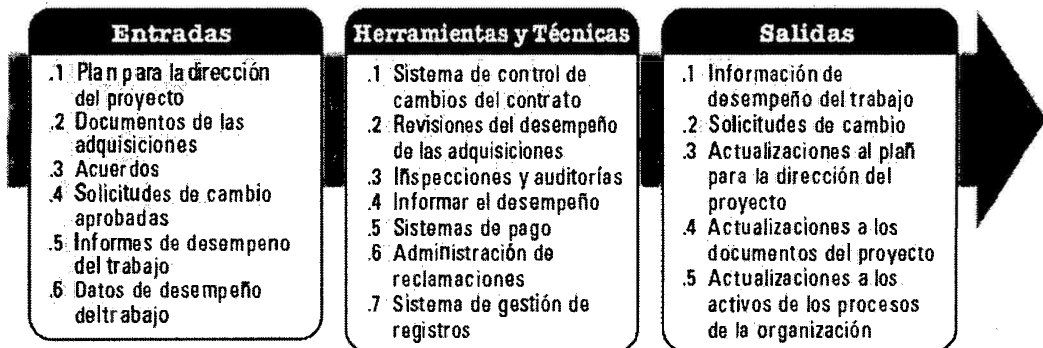 Entradas
.1 Plan para la dirección
del proyecto
.2 Documentos de las
adquisiciones
.3 Acuerdos
.4 Solicitudes de cambio
aprobadas
.5 Informes de desempeno
del trabajo
.6 Datos de desempeño
deltrabajo
Herramientas y Técnicas
.1 Sistema de control de
cambios del contrato
.2 Revisiones del desempeño
de las adquisiciones
.3 Inspecciones y auditorías
.4 Informar el desempeño
.5 Sistemas de pago
.6 Administración de
reclamaciones
.7 Sistema de gestión de
registros
Salidas
.1 Información de
desempeño del trabajo
.2 Solicitudes de cambio
.3 Actualizaciones al plan
para la dirección del
proyecto
.4 Actualizaciones a los
documentos del proyecto
.5 Actualizaciones a los
activos de los procesos
de la organización